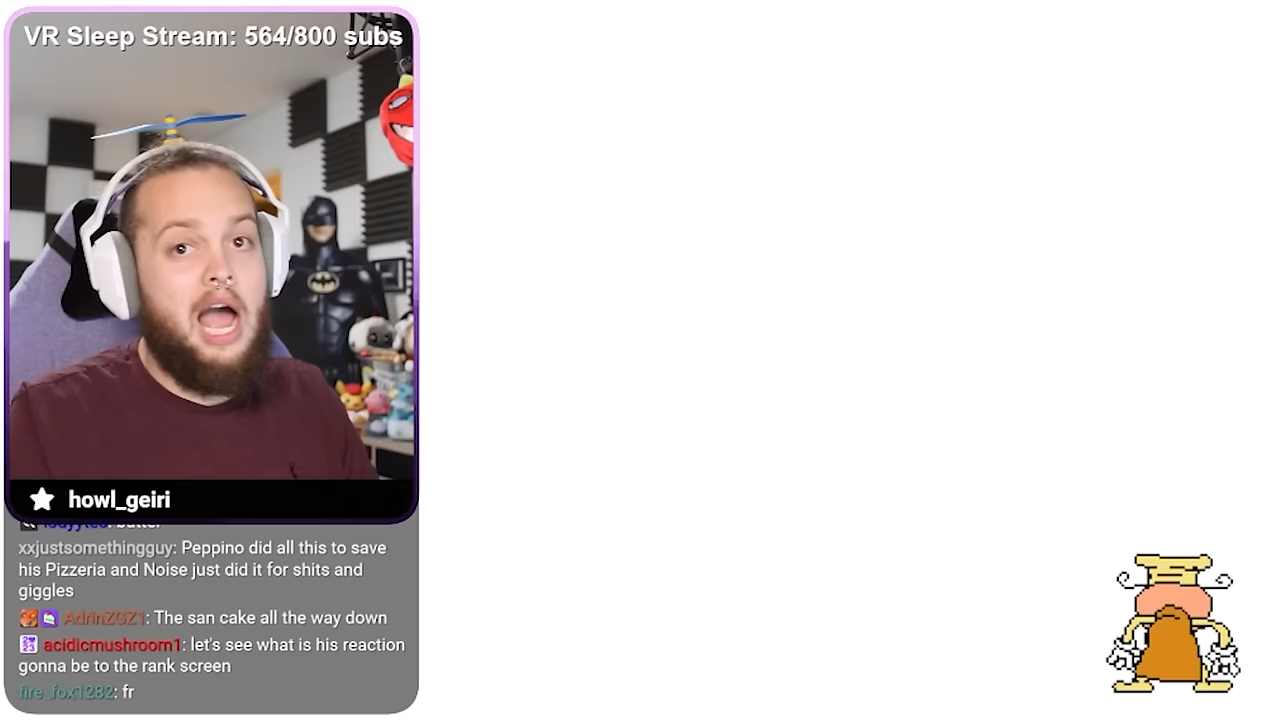 VR Sleep Stream: 564/800 subs
howl_geiri
xxjustsomethingguy: Peppino did all this to save
his Pizzeria and Noise just did it for shits and
giggles
AdrinZGZ1: The san cake all the way down
acidicmushroom1: let's see what is his reaction
gonna be to the rank screen
fire_fox1282: fr